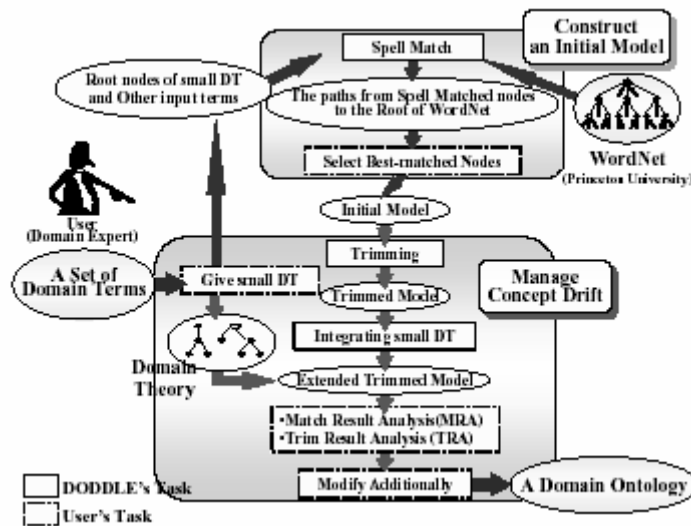 Construct
an Initial Model
Spell Match
Root nodes of small DT
and Other input terms
The paths from Spell Matched nodes
to the Root of WordNet
Select Best-matched Nodes
WordNet
(Princeton University)
User
(Domain Expert)
Initial Model
A Set of
Domain Terms
Give small DT
Trimming
Manage
Concept Drift
Trimmed Model
Integrating small DT
Domain
Theory
Extended Trimmed Model
•Match Result Analysis(MRA)
•Trim Result Analysis (TRA)
Modify Additionally
A Domain Ontology
DODDLE's Task
User's Task